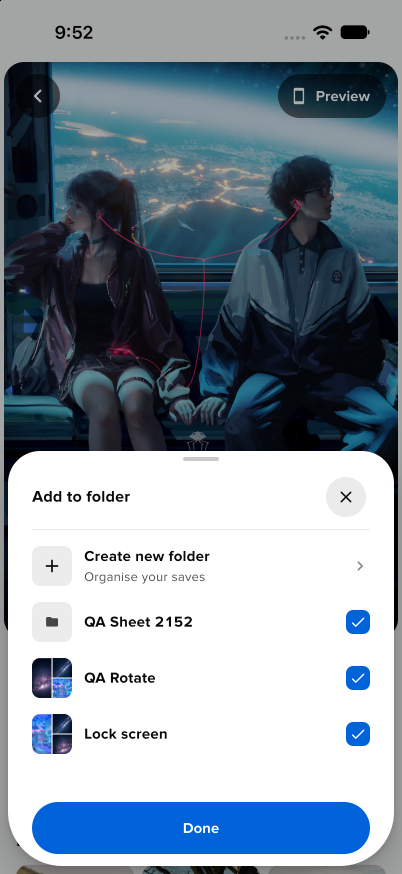 9:52
Preview
Add to folder
Create new folder
Organise your saves
QA Sheet 2152
QA Rotate
Lock screen
Done